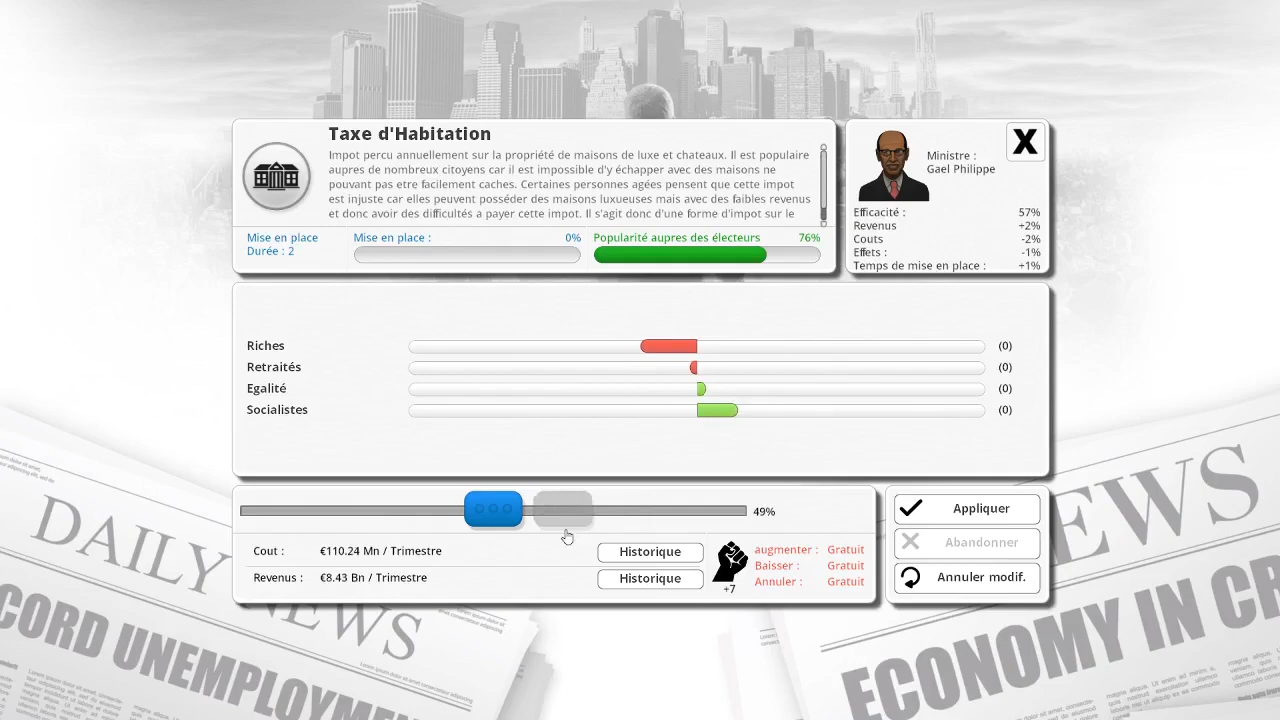 Taxe d'Habitation
Impot perçu annuellement sur la propriété de maisons de luxe et chateaux. Il est populaire
aupres de nombreux citoyens car il est impossible d'y échapper avec des maisons ne
pouvant pas etre facilement caches. Certaines personnes agées pensent que cette impot
est injuste car elles peuvent posséder des maisons luxueuses mais avec des faibles revenus
et donc avoir des difficultés a payer cette impot. Il s'agit donc d'une forme d'impot sur le
Mise en place
Durée : 2
Mise en place : 0%
Popularité aupres des électeurs 76%
X
Ministre :
Gael Philippe
Efficacité : 57%
Revenus +2%
Couts -2%
Effets : -1%
Temps de mise en place : +1%
Riches (0)
Retraités (0)
Egalité (0)
Socialistes (0)
49%
Cout : €110.24 Mn / Trimestre
Historique
Revenus : €8.43 Bn / Trimestre
Historique
+7
augmenter : Gratuit
Baisser : Gratuit
Annuler : Gratuit
Appliquer
Abandonner
Annuler modif.
DAILY NEWS
CORD UNEMPLOYME
NEWS
ECONOMY IN CR